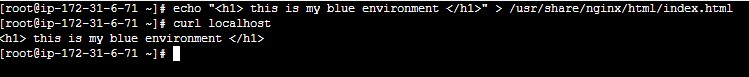 [root@ip-172-31-6-71 ~]# echo "<h1> this is my blue environment </h1>" > /usr/share/nginx/html/index.html
[root@ip-172-31-6-71 ~]# curl localhost
<h1> this is my blue environment </h1>
[root@ip-172-31-6-71 ~]#